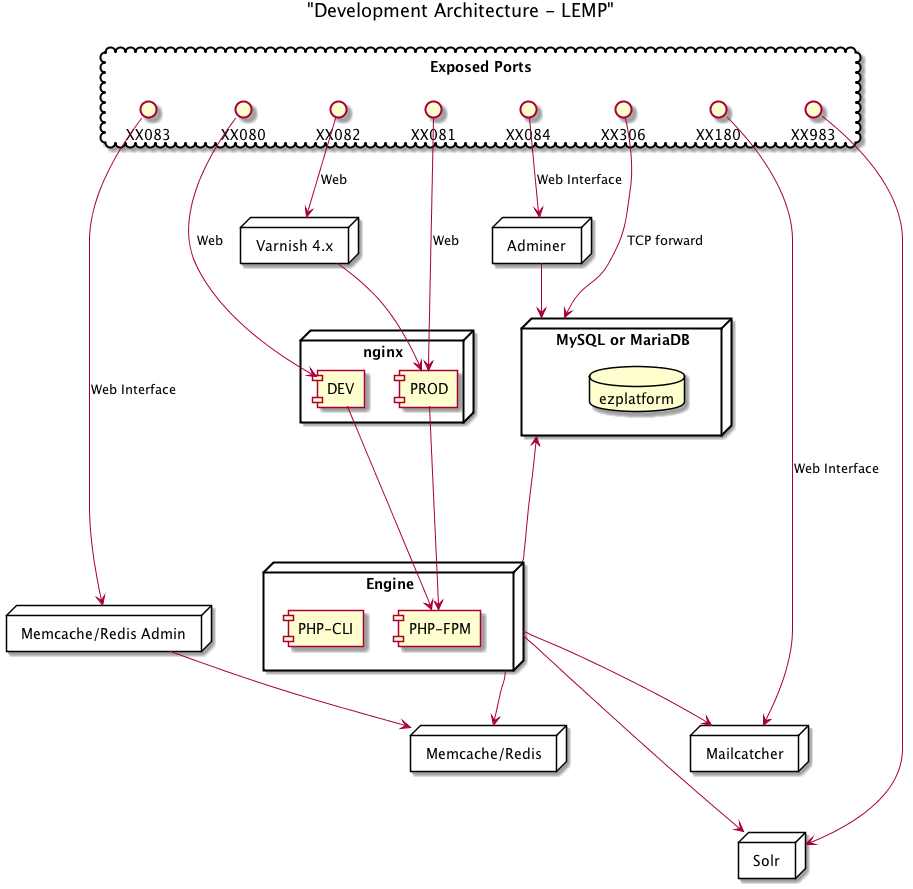 "Development Architecture - LEMP"
Exposed Ports
XX083 XX080 XX082 XX081 XX084 XX306 XX180 XX983
Web
Web Interface
Web
Web
TCP forward
Varnish 4.x
Adminer
nginx
MySQL or MariaDB
DEV
PROD
ezplatform
Web Interface
Web Interface
Engine
PHP-CLI
PHP-FPM
Memcache/Redis Admin
Memcache/Redis
Mailcatcher
Solr